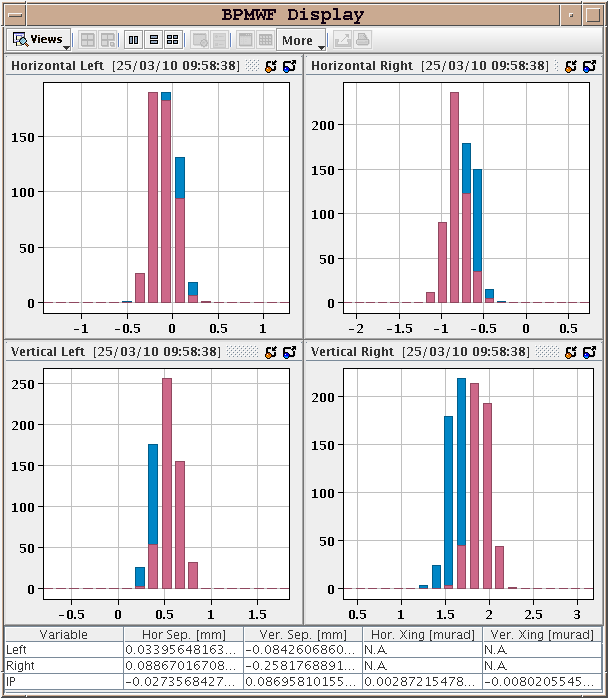 BPMWF Display
Views More
Horizontal Left [25/03/10 09:58:38]
150
100
50
0
-1 -0.5 0 0.5 1
Horizontal Right [25/03/10 09:58:38]
200
150
100
50
0
-2 -1.5 -1 -0.5 0 0.5
Vertical Left [25/03/10 09:58:38]
250
200
150
100
50
0
-0.5 0 0.5 1 1.5
Vertical Right [25/03/10 09:58:38]
200
150
100
50
0
0.5 1 1.5 2 2.5 3
Variable Hor Sep. [mm] Ver. Sep. [mm] Hor. Xing [murad] Ver. Xing [murad]
Left 0.03395648163... -0.0842606860... N.A. N.A.
Right 0.08867016708... -0.2581768891... N.A. N.A.
IP -0.0273568427... 0.08695810155... 0.00287215478... -0.0080205545...